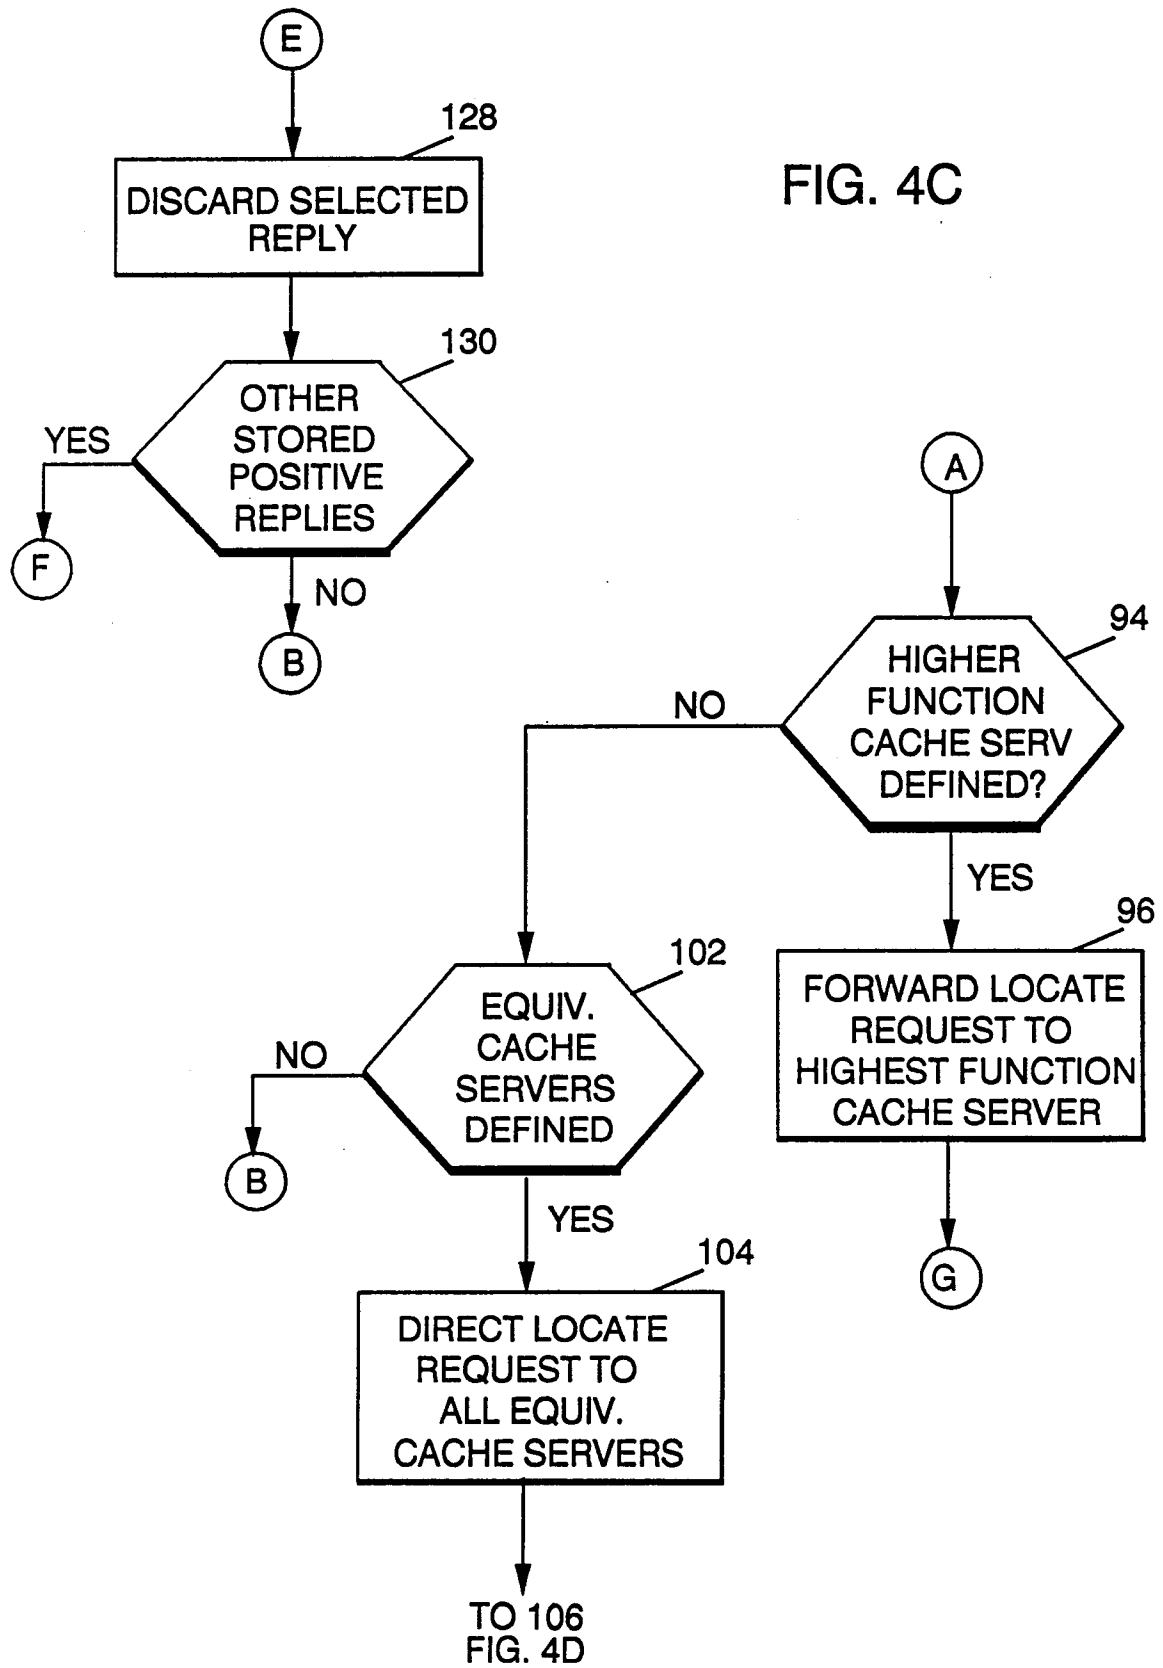 E
128
DISCARD SELECTED
REPLY
FIG. 4C
130
OTHER
STORED
POSITIVE
REPLIES
YES
F
NO
B
A
94
HIGHER
FUNCTION
CACHE SERV
DEFINED?
NO
YES
96
FORWARD LOCATE
REQUEST TO
HIGHEST FUNCTION
CACHE SERVER
G
102
EQUIV.
CACHE
SERVERS
DEFINED
NO
B
YES
104
DIRECT LOCATE
REQUEST TO
ALL EQUIV.
CACHE SERVERS
TO 106
FIG. 4D